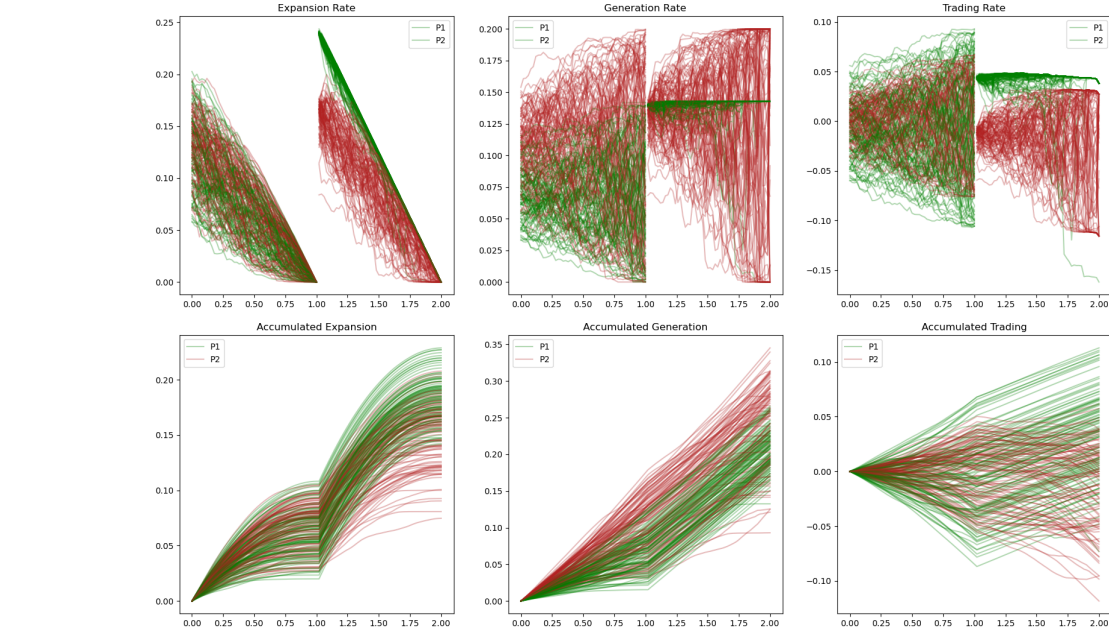 Expansion Rate
0.25
0.20
0.15
0.10
0.05
0.00
P1
P2
0.00 0.25 0.50 0.75 1.00 1.25 1.50 1.75 2.00
Generation Rate
0.200
0.175
0.150
0.125
0.100
0.075
0.050
0.025
0.000
P1
P2
0.00 0.25 0.50 0.75 1.00 1.25 1.50 1.75 2.00
Trading Rate
0.10
0.05
0.00
−0.05
−0.10
−0.15
P1
P2
0.00 0.25 0.50 0.75 1.00 1.25 1.50 1.75 2.00
Accumulated Expansion
0.20
0.15
0.10
0.05
0.00
P1
P2
0.00 0.25 0.50 0.75 1.00 1.25 1.50 1.75 2.00
Accumulated Generation
0.35
0.30
0.25
0.20
0.15
0.10
0.05
0.00
P1
P2
0.00 0.25 0.50 0.75 1.00 1.25 1.50 1.75 2.00
Accumulated Trading
0.10
0.05
0.00
−0.05
−0.10
P1
P2
0.00 0.25 0.50 0.75 1.00 1.25 1.50 1.75 2.00